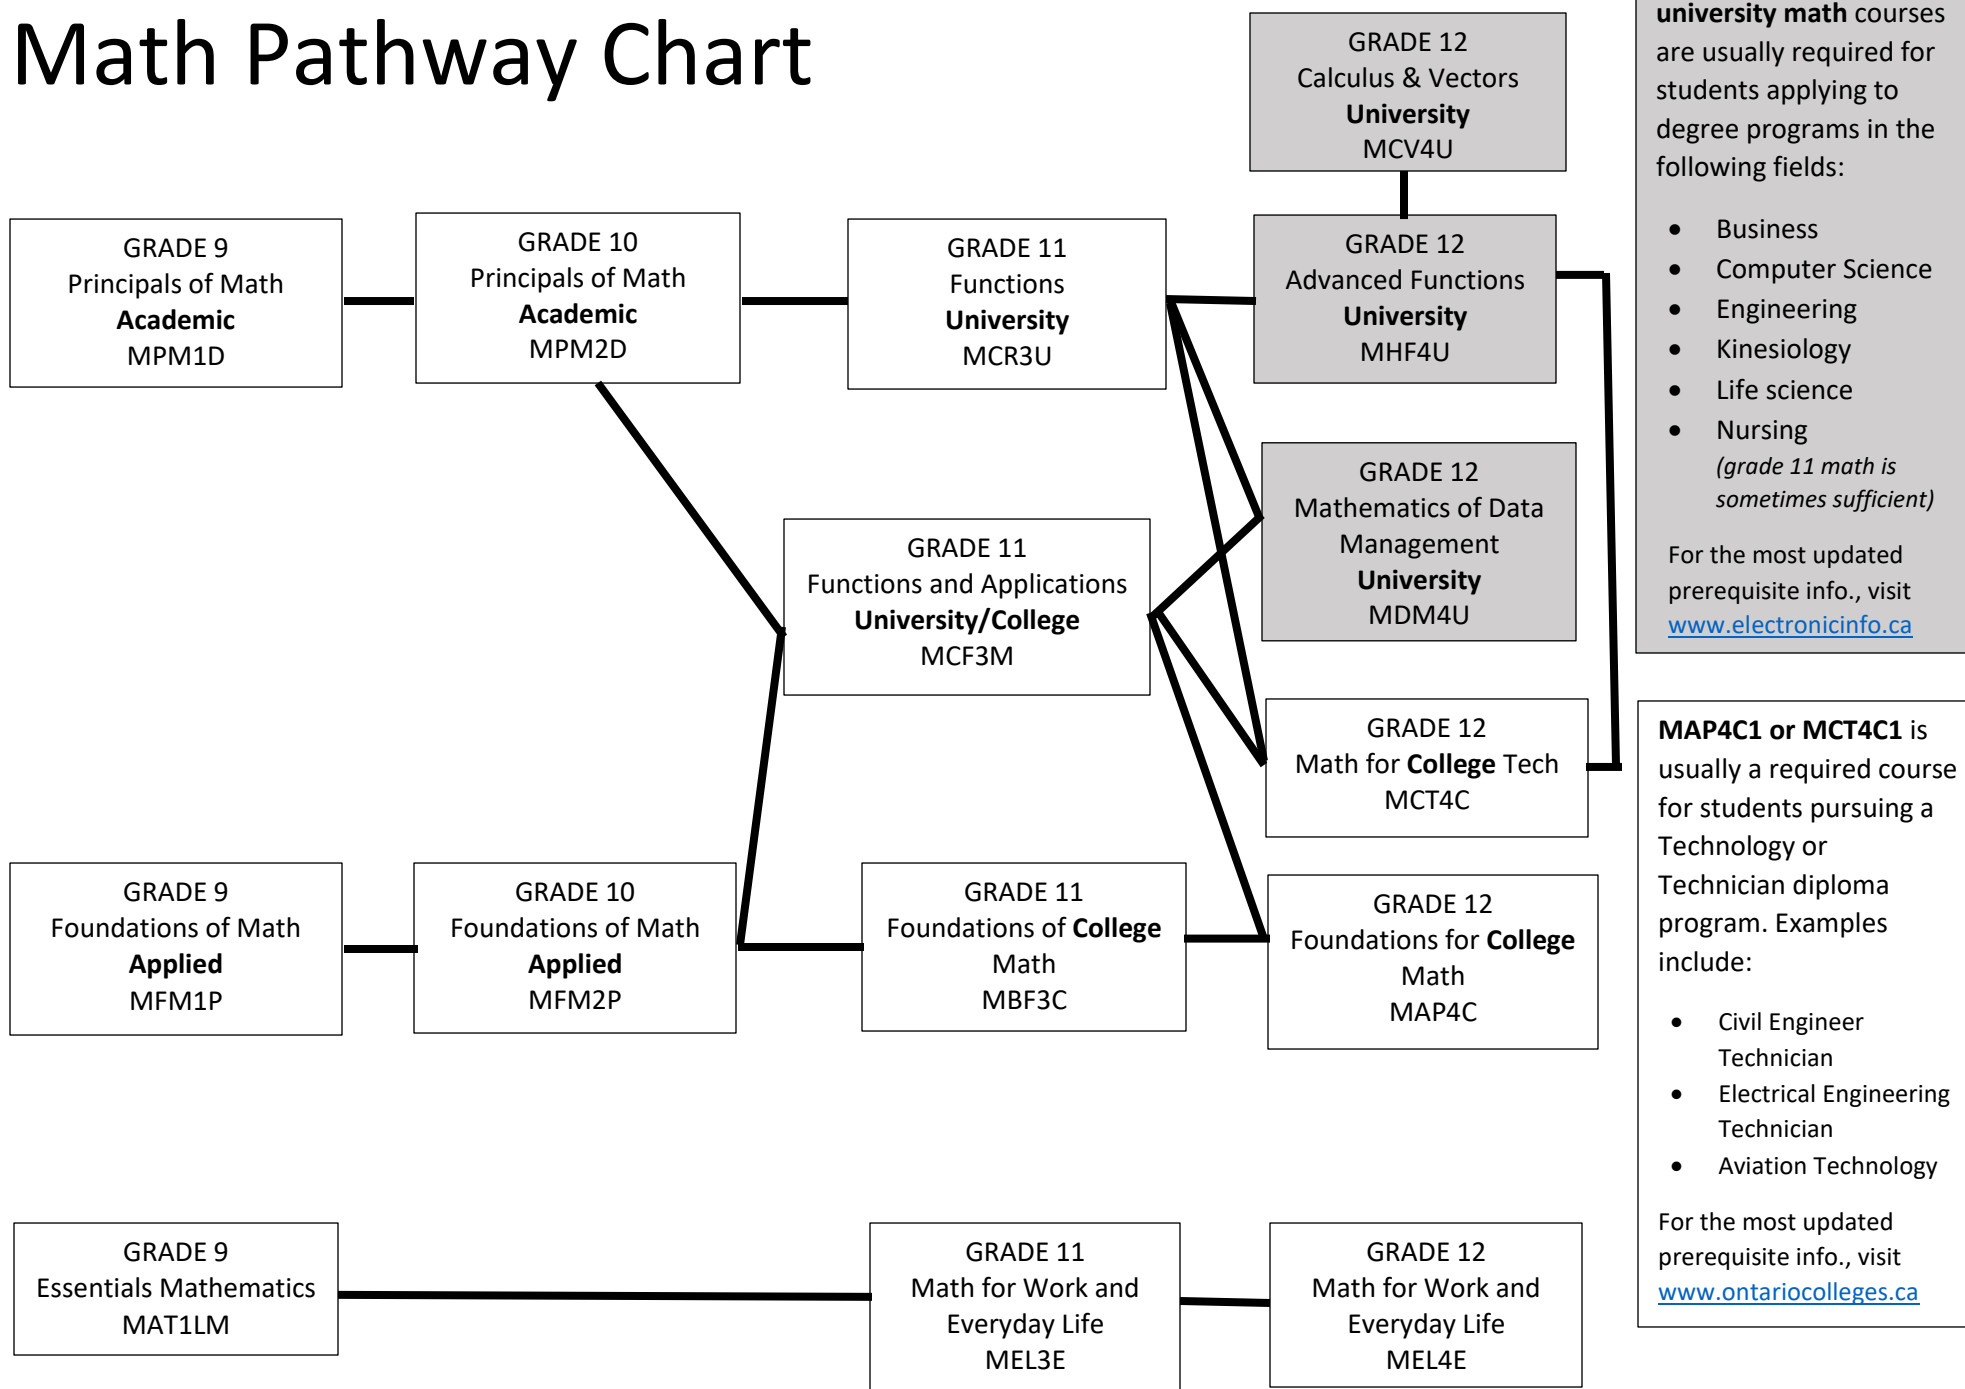 Math Pathway Chart
GRADE 12
Calculus & Vectors
University
MCV4U
university math courses
are usually required for
students applying to
degree programs in the
following fields:
• Business
• Computer Science
• Engineering
• Kinesiology
• Life science
• Nursing
(grade 11 math is
sometimes sufficient)
For the most updated
prerequisite info., visit
www.electronicinfo.ca
GRADE 9
Principals of Math
Academic
MPM1D
GRADE 10
Principals of Math
Academic
MPM2D
GRADE 11
Functions
University
MCR3U
GRADE 12
Advanced Functions
University
MHF4U
GRADE 12
Mathematics of Data
Management
University
MDM4U
GRADE 11
Functions and Applications
University/College
MCF3M
GRADE 12
Math for College Tech
MCT4C
MAP4C1 or MCT4C1 is
usually a required course
for students pursuing a
Technology or
Technician diploma
program. Examples
include:
• Civil Engineer
Technician
• Electrical Engineering
Technician
• Aviation Technology
For the most updated
prerequisite info., visit
www.ontariocolleges.ca
GRADE 9
Foundations of Math
Applied
MFM1P
GRADE 10
Foundations of Math
Applied
MFM2P
GRADE 11
Foundations of College
Math
MBF3C
GRADE 12
Foundations for College
Math
MAP4C
GRADE 9
Essentials Mathematics
MAT1LM
GRADE 11
Math for Work and
Everyday Life
MEL3E
GRADE 12
Math for Work and
Everyday Life
MEL4E